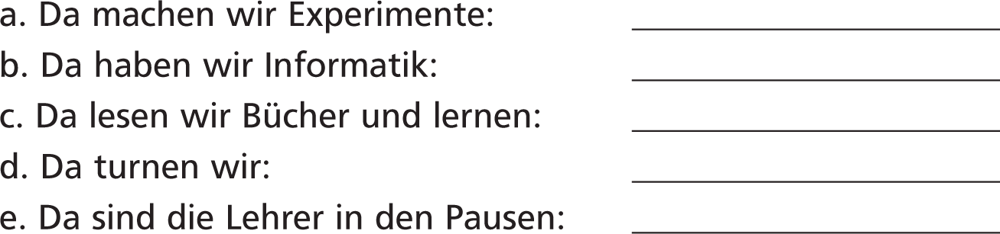 a. Da machen wir Experimente:
b. Da haben wir Informatik:
c. Da lesen wir Bücher und lernen:
d. Da turnen wir:
e. Da sind die Lehrer in den Pausen: